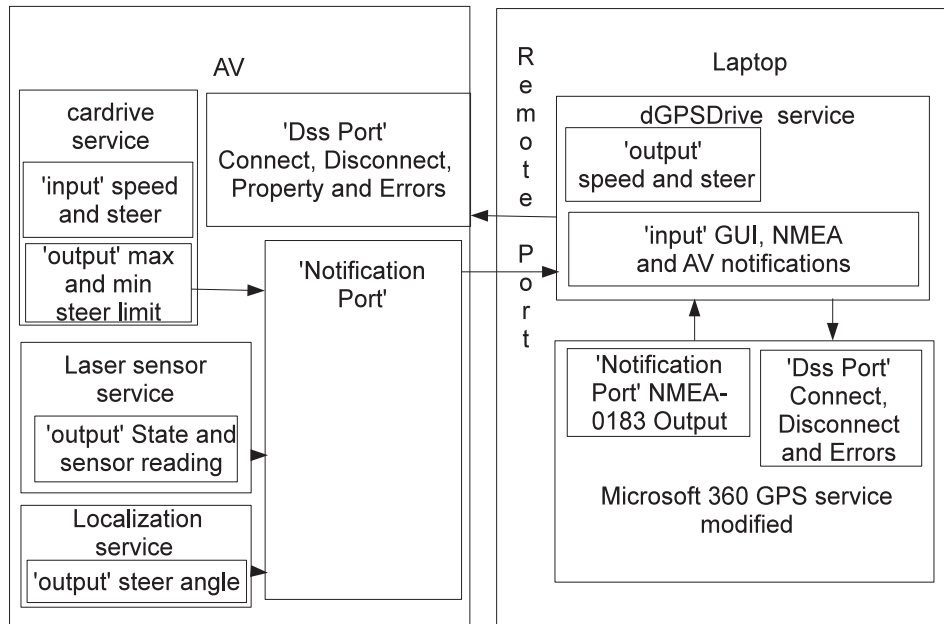 AV
cardrive
service
'input' speed
and steer
'output' max
and min
steer limit
'Dss Port'
Connect, Disconnect,
Property and Errors
'Notification
Port'
Laser sensor
service
'output' State and
sensor reading
Localization
service
'output' steer angle
Remote Port
Laptop
dGPSDrive service
'output'
speed and steer
'input' GUI, NMEA
and AV notifications
'Notification
Port' NMEA-
0183 Output
'Dss Port'
Connect,
Disconnect
and Errors
Microsoft 360 GPS service
modified